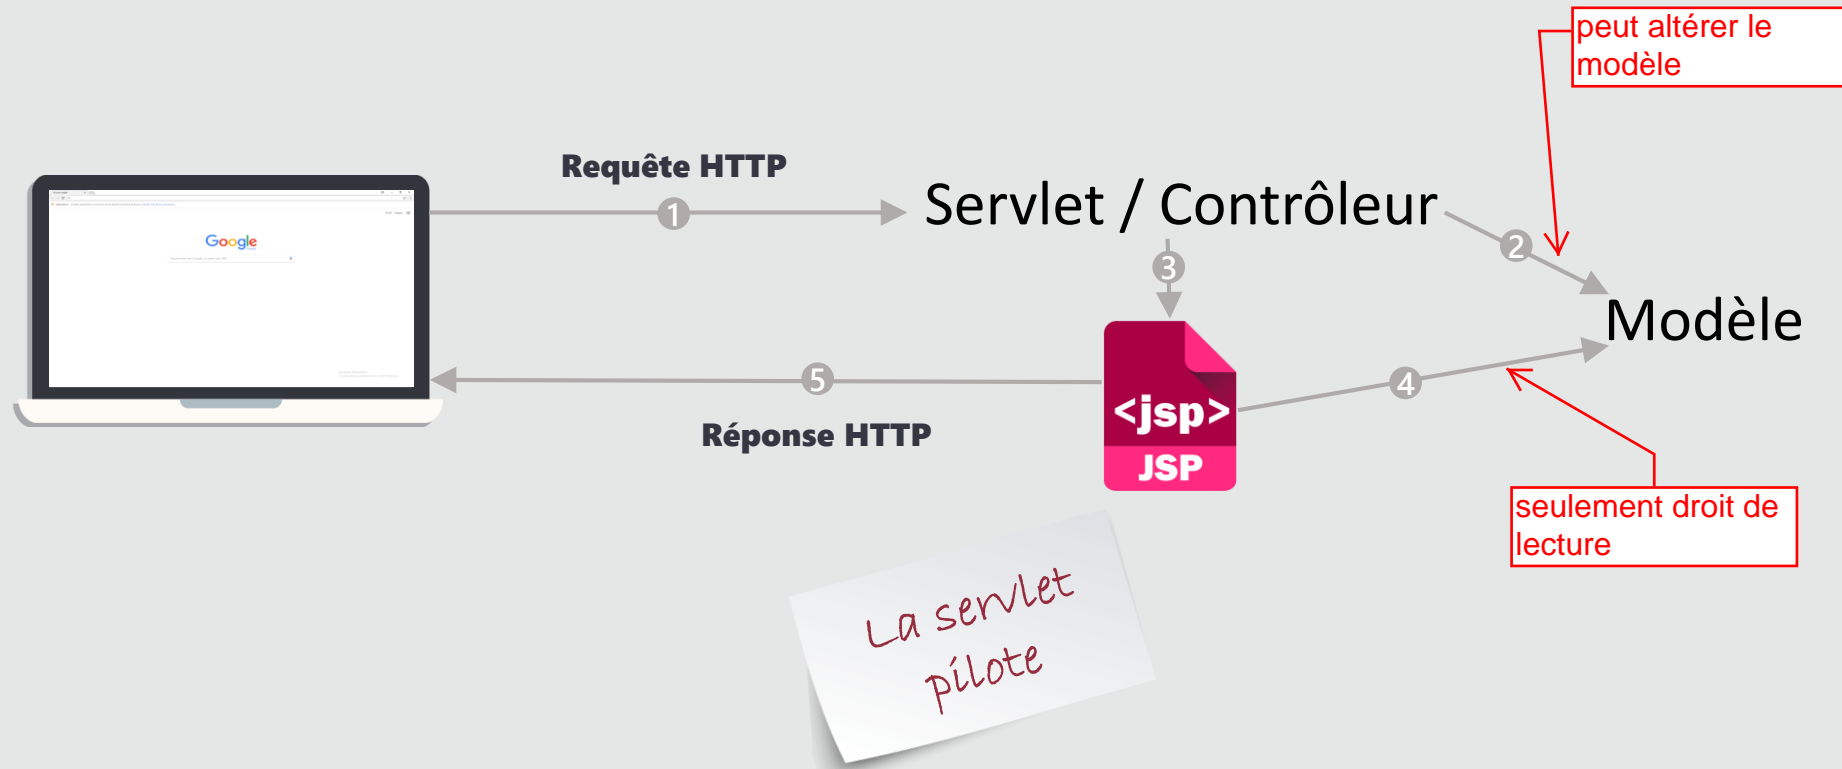 peut altérer le
modèle
Requête HTTP
1
Servlet / Contrôleur
2
3
Google
Modèle
5
4
<jsp>
JSP
Réponse HTTP
seulement droit de
lecture
La servlet
pilote